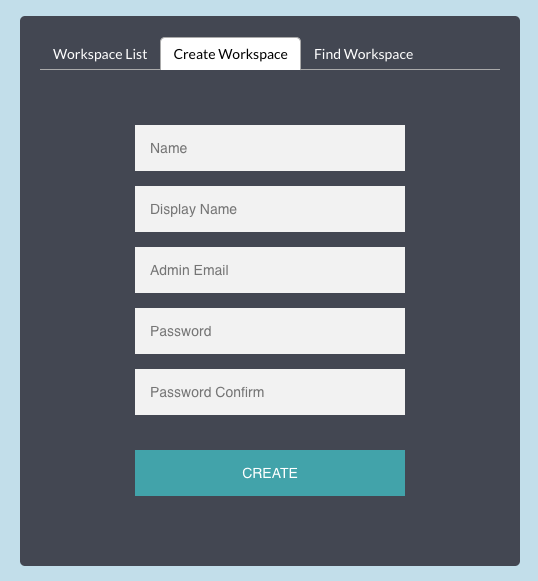 Workspace List Create Workspace Find Workspace
Name
Display Name
Admin Email
Password
Password Confirm
CREATE